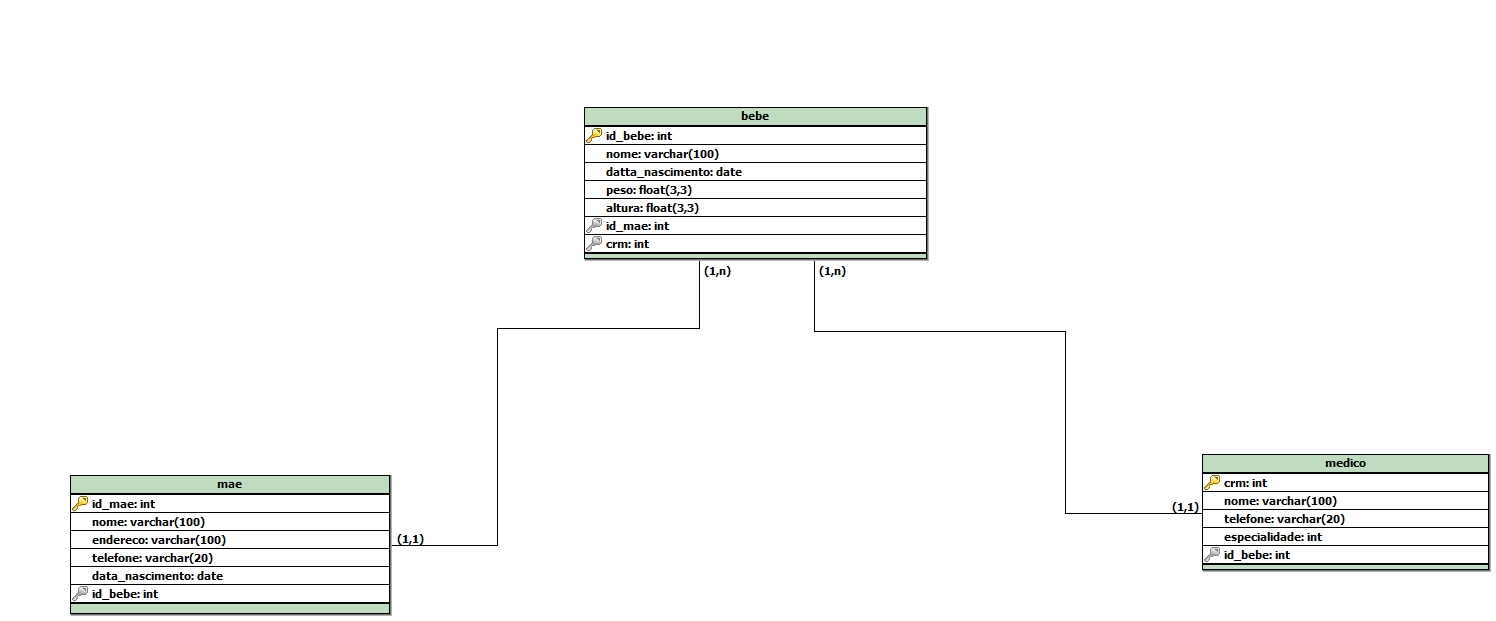 bebe
id_bebe: int
nome: varchar(100)
datta_nascimento: date
peso: float(3,3)
altura: float(3,3)
id_mae: int
crm: int
(1,n)
(1,n)
mae
id_mae: int
nome: varchar(100)
endereco: varchar(100)
telefone: varchar(20)
data_nascimento: date
id_bebe: int
(1,1)
(1,1)
medico
crm: int
nome: varchar(100)
telefone: varchar(20)
especialidade: int
id_bebe: int